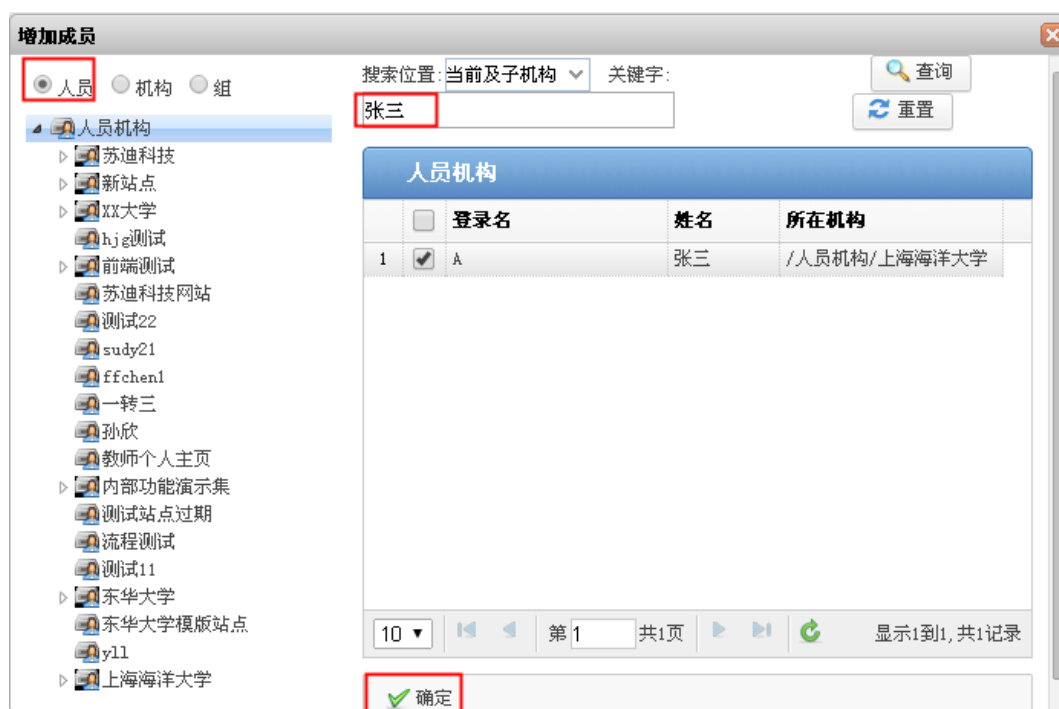 增加成员
人员 机构 组
搜索位置: 当前及子机构 关键字: 查询
张三 重置
人员机构
苏迪科技
新站点
XX大学
hjg测试
前端测试
苏迪科技网站
测试22
sudy21
ffchen1
一转三
孙欣
教师个人主页
内部功能演示集
测试站点过期
流程测试
测试11
东华大学
东华大学模版站点
yll
上海海洋大学
人员机构
登录名 姓名 所在机构
1 A 张三 /人员机构/上海海洋大学
10 第 1 共1页 显示1到1,共1记录
确定